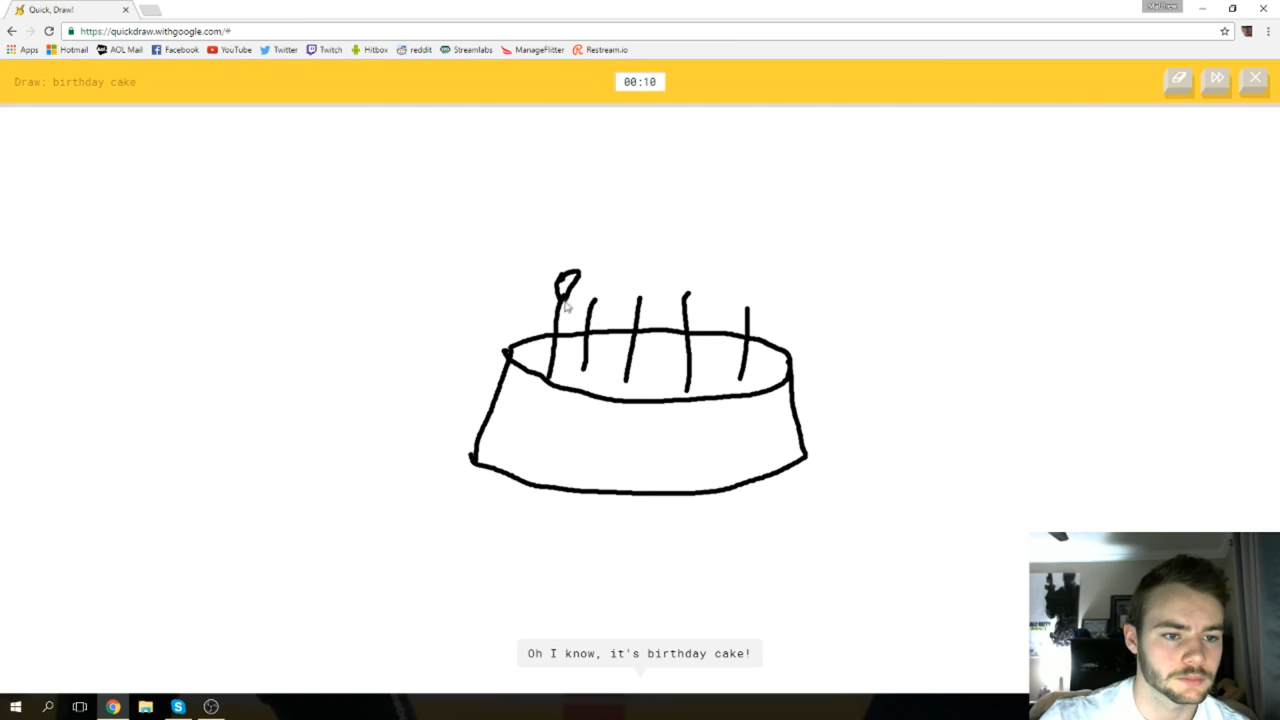 Quick, Draw!
Matthew
https://quickdraw.withgoogle.com/#
Apps Hotmail AOL Mail Facebook YouTube Twitter Twitch Hitbox reddit Streamlabs ManageFlitter Restream.io
Draw: birthday cake
00:10
Oh I know, it's birthday cake!